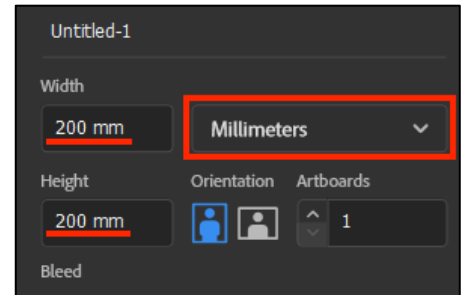 Untitled-1
Width
200 mm Millimeters
Height Orientation Artboards
200 mm 1
Bleed